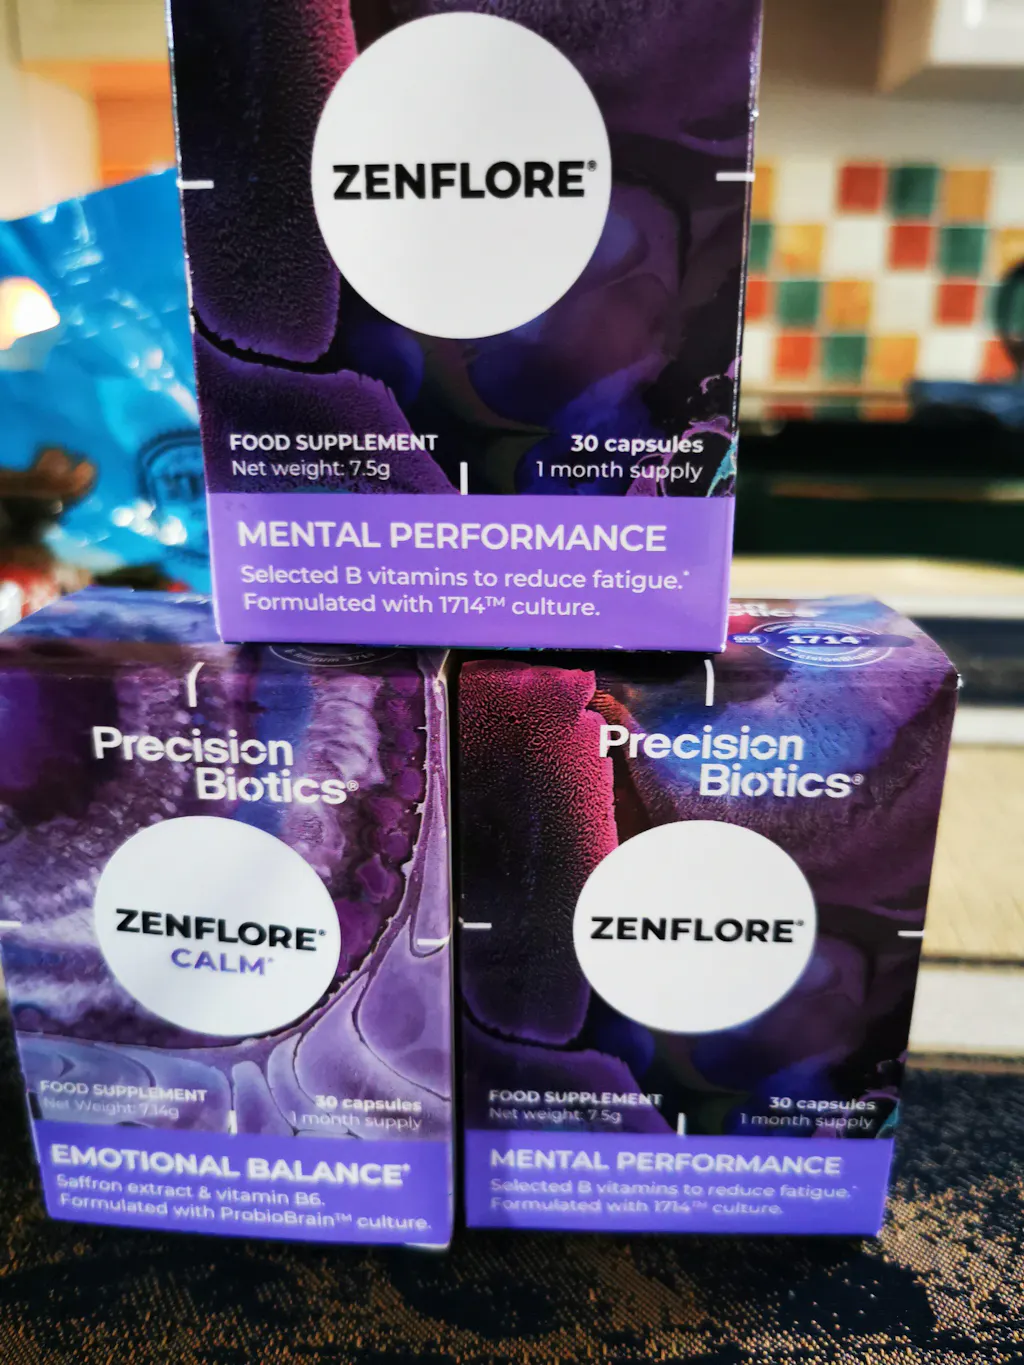 ZENFLORE®
FOOD SUPPLEMENT
Net weight: 7.5g
30 capsules
1 month supply
MENTAL PERFORMANCE
Selected B vitamins to reduce fatigue.*
Formulated with 1714™ culture.
Precision
Biotics®
ZENFLORE®
CALM*
FOOD SUPPLEMENT
Net Weight: 7.14g
30 capsules
1 month supply
EMOTIONAL BALANCE*
Saffron extract & vitamin B6.
Formulated with ProbioBrain™ culture.
Biotics
1714™
PrecisionBiotics
Precision
Biotics®
ZENFLORE®
FOOD SUPPLEMENT
Net weight: 7.5g
30 capsules
1 month supply
MENTAL PERFORMANCE
Selected B vitamins to reduce fatigue.*
Formulated with 1714™ culture.